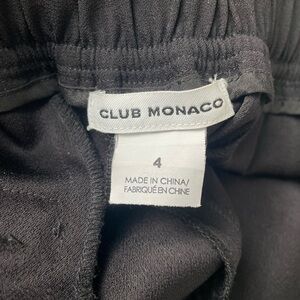 CLUB MONACO
4
MADE IN CHINA/
FABRIQUÉ EN CHINE